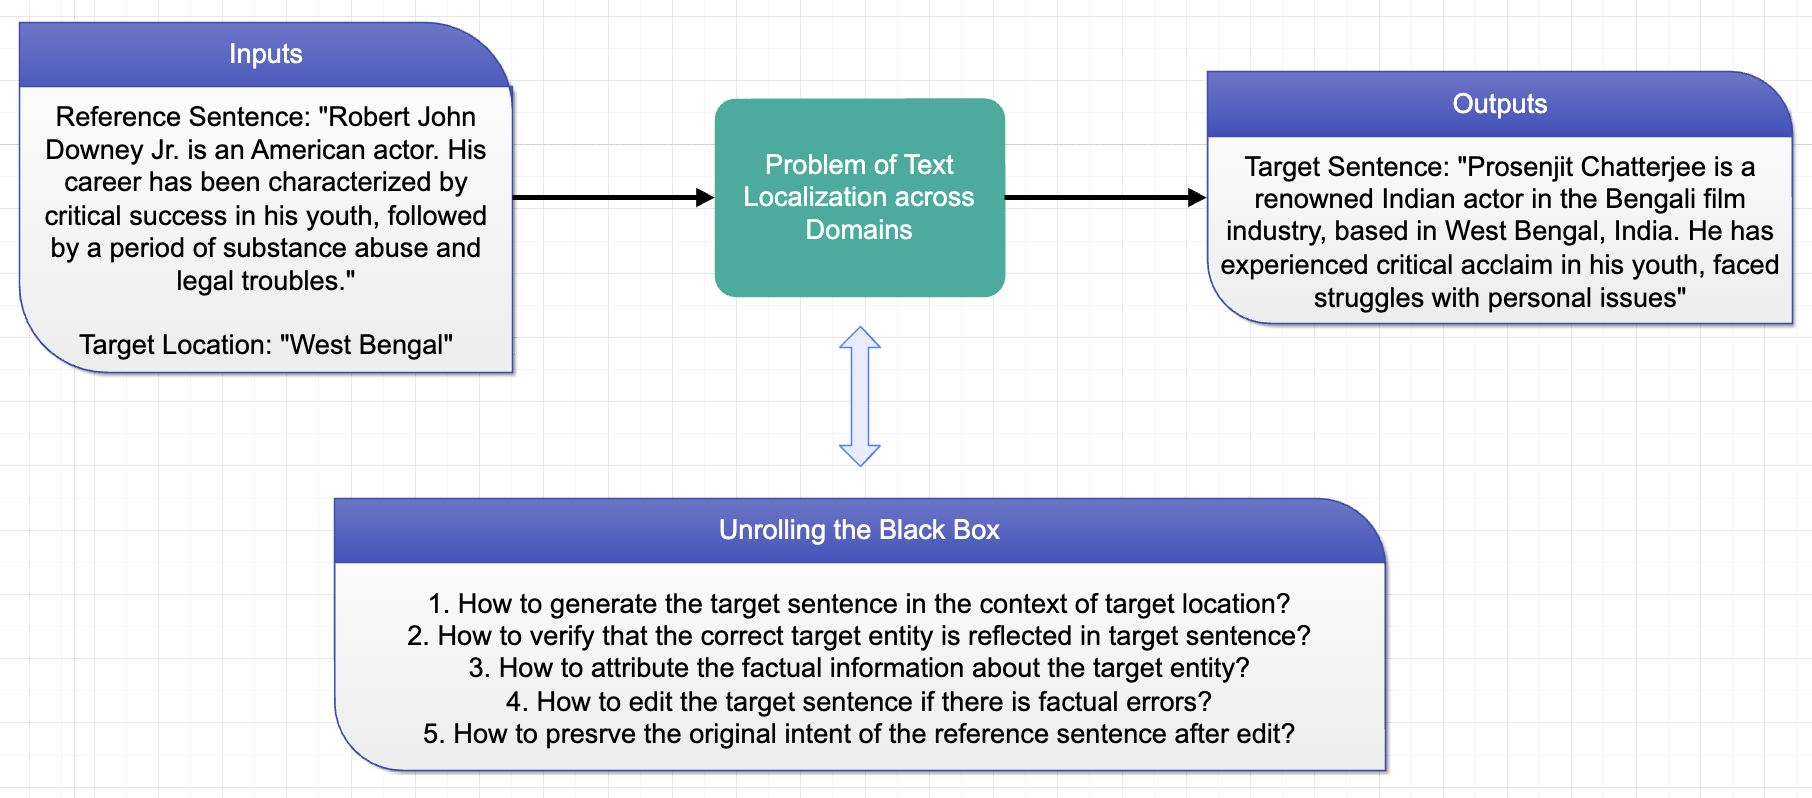 Inputs
Reference Sentence: "Robert John
Downey Jr. is an American actor. His
career has been characterized by
critical success in his youth, followed
by a period of substance abuse and
legal troubles."
Target Location: "West Bengal"
Problem of Text
Localization across
Domains
Outputs
Target Sentence: "Prosenjit Chatterjee is a
renowned Indian actor in the Bengali film
industry, based in West Bengal, India. He has
experienced critical acclaim in his youth, faced
struggles with personal issues"
Unrolling the Black Box
1. How to generate the target sentence in the context of target location?
2. How to verify that the correct target entity is reflected in target sentence?
3. How to attribute the factual information about the target entity?
4. How to edit the target sentence if there is factual errors?
5. How to presrve the original intent of the reference sentence after edit?